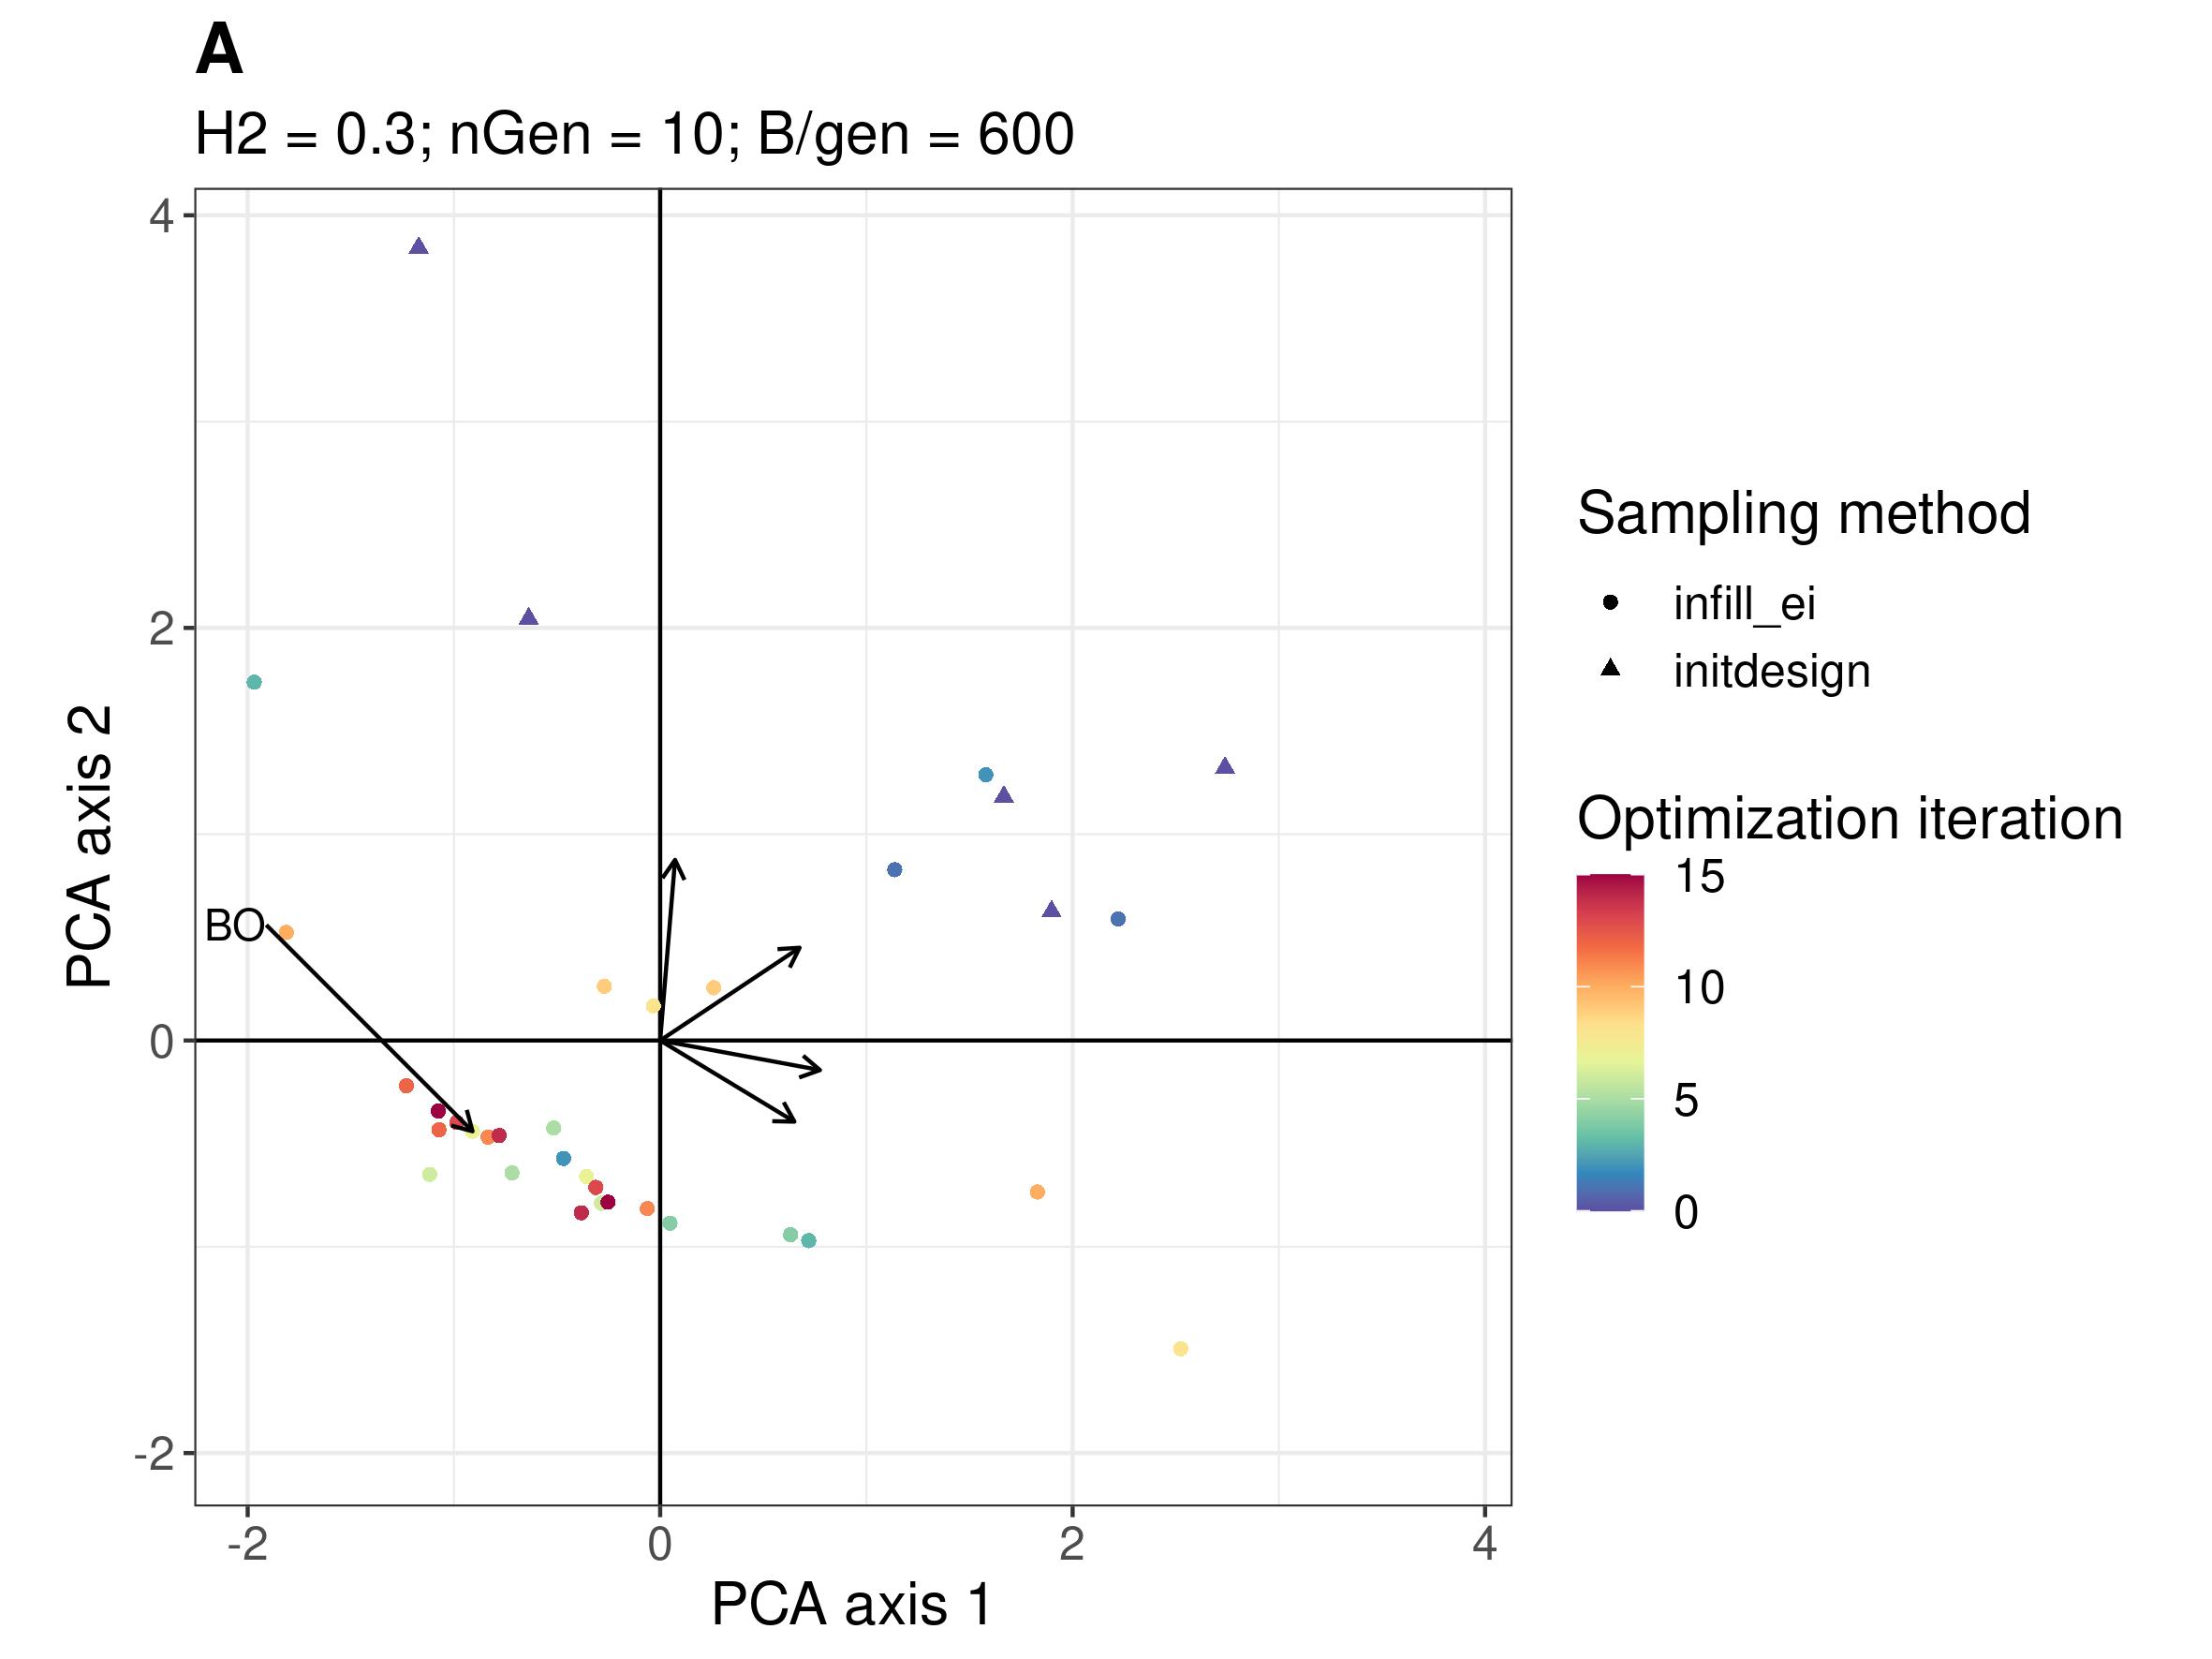 A
H2 = 0.3; nGen = 10; B/gen = 600
4
2
0
-2
PCA axis 2
BO
-2 0 2 4
PCA axis 1
Sampling method
infill_ei
initdesign
Optimization iteration
15
10
5
0